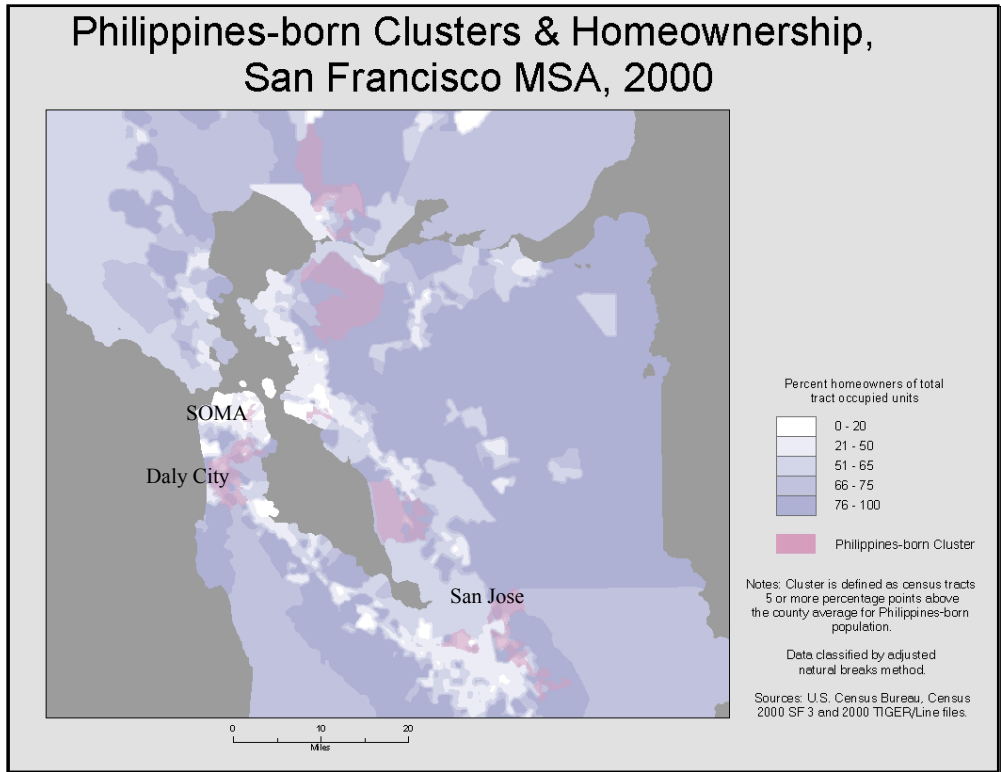 Philippines-born Clusters & Homeownership,
San Francisco MSA, 2000
SOMA
Daly City
San Jose
Percent homeowners of total
tract occupied units
0 - 20
21 - 50
51 - 65
66 - 75
76 - 100
Philippines-born Cluster
Notes: Cluster is defined as census tracts
5 or more percentage points above
the county average for Philippines-born
population.
Data classified by adjusted
natural breaks method.
Sources: U.S. Census Bureau, Census
2000 SF 3 and 2000 TIGER/Line files.
0 10 20
Miles